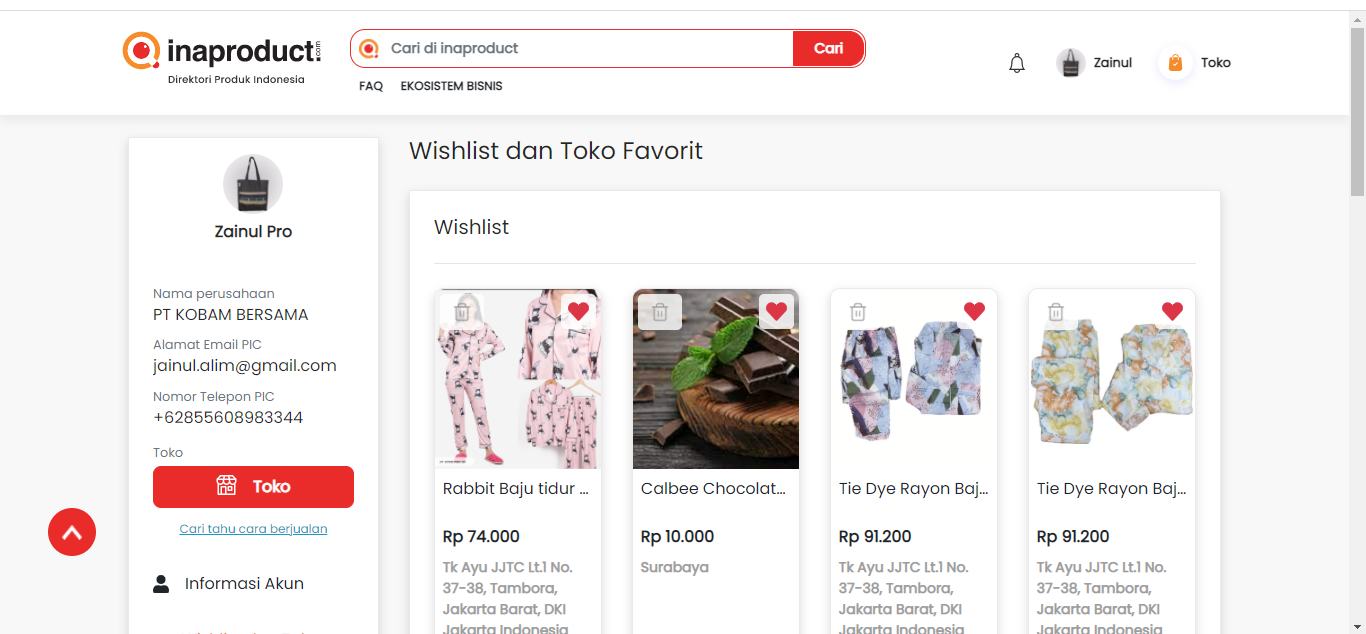 inaproduct.com
Direktori Produk Indonesia
Cari di inaproduct
Cari
FAQ
EKOSISTEM BISNIS
Zainul
Toko
Zainul Pro
Nama perusahaan
PT KOBAM BERSAMA
Alamat Email PIC
jainul.alim@gmail.com
Nomor Telepon PIC
+62855608983344
Toko
Toko
Cari tahu cara berjualan
Informasi Akun
Wishlist dan Toko Favorit
Wishlist
Rabbit Baju tidur ...
Rp 74.000
Tk Ayu JJTC Lt.1 No.
37-38, Tambora,
Jakarta Barat, DKI
Jakarta Indonesia
Calbee Chocolat...
Rp 10.000
Surabaya
Tie Dye Rayon Baj...
Rp 91.200
Tk Ayu JJTC Lt.1 No.
37-38, Tambora,
Jakarta Barat, DKI
Jakarta Indonesia
Tie Dye Rayon Baj...
Rp 91.200
Tk Ayu JJTC Lt.1 No.
37-38, Tambora,
Jakarta Barat, DKI
Jakarta Indonesia